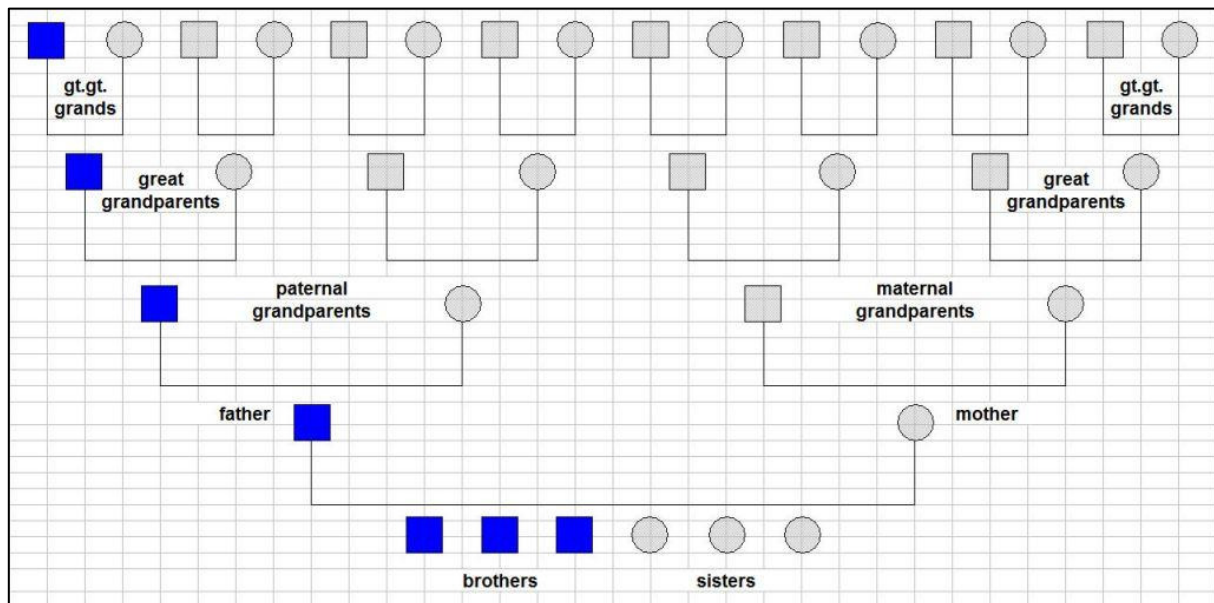 gt.gt.
grands
gt.gt.
grands
great
grandparents
great
grandparents
paternal
grandparents
maternal
grandparents
father
mother
brothers
sisters